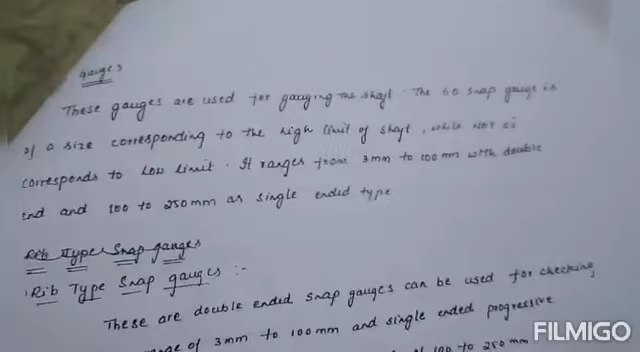 gauges
These gauges are used for gauging the shaft. The Go snap gauge is
of a size corresponding to the high limit of shaft, while
corresponds to Low limit. It ranges from 3mm to 100mm with double
end and 100 to 250mm as single ended type
Rib Type Snap gauges
Rib Type Snap gauges :-
These are double ended snap gauges can be used for checking
of 3mm to 100mm and single ended progressive
100 to 250mm
FILMIGO